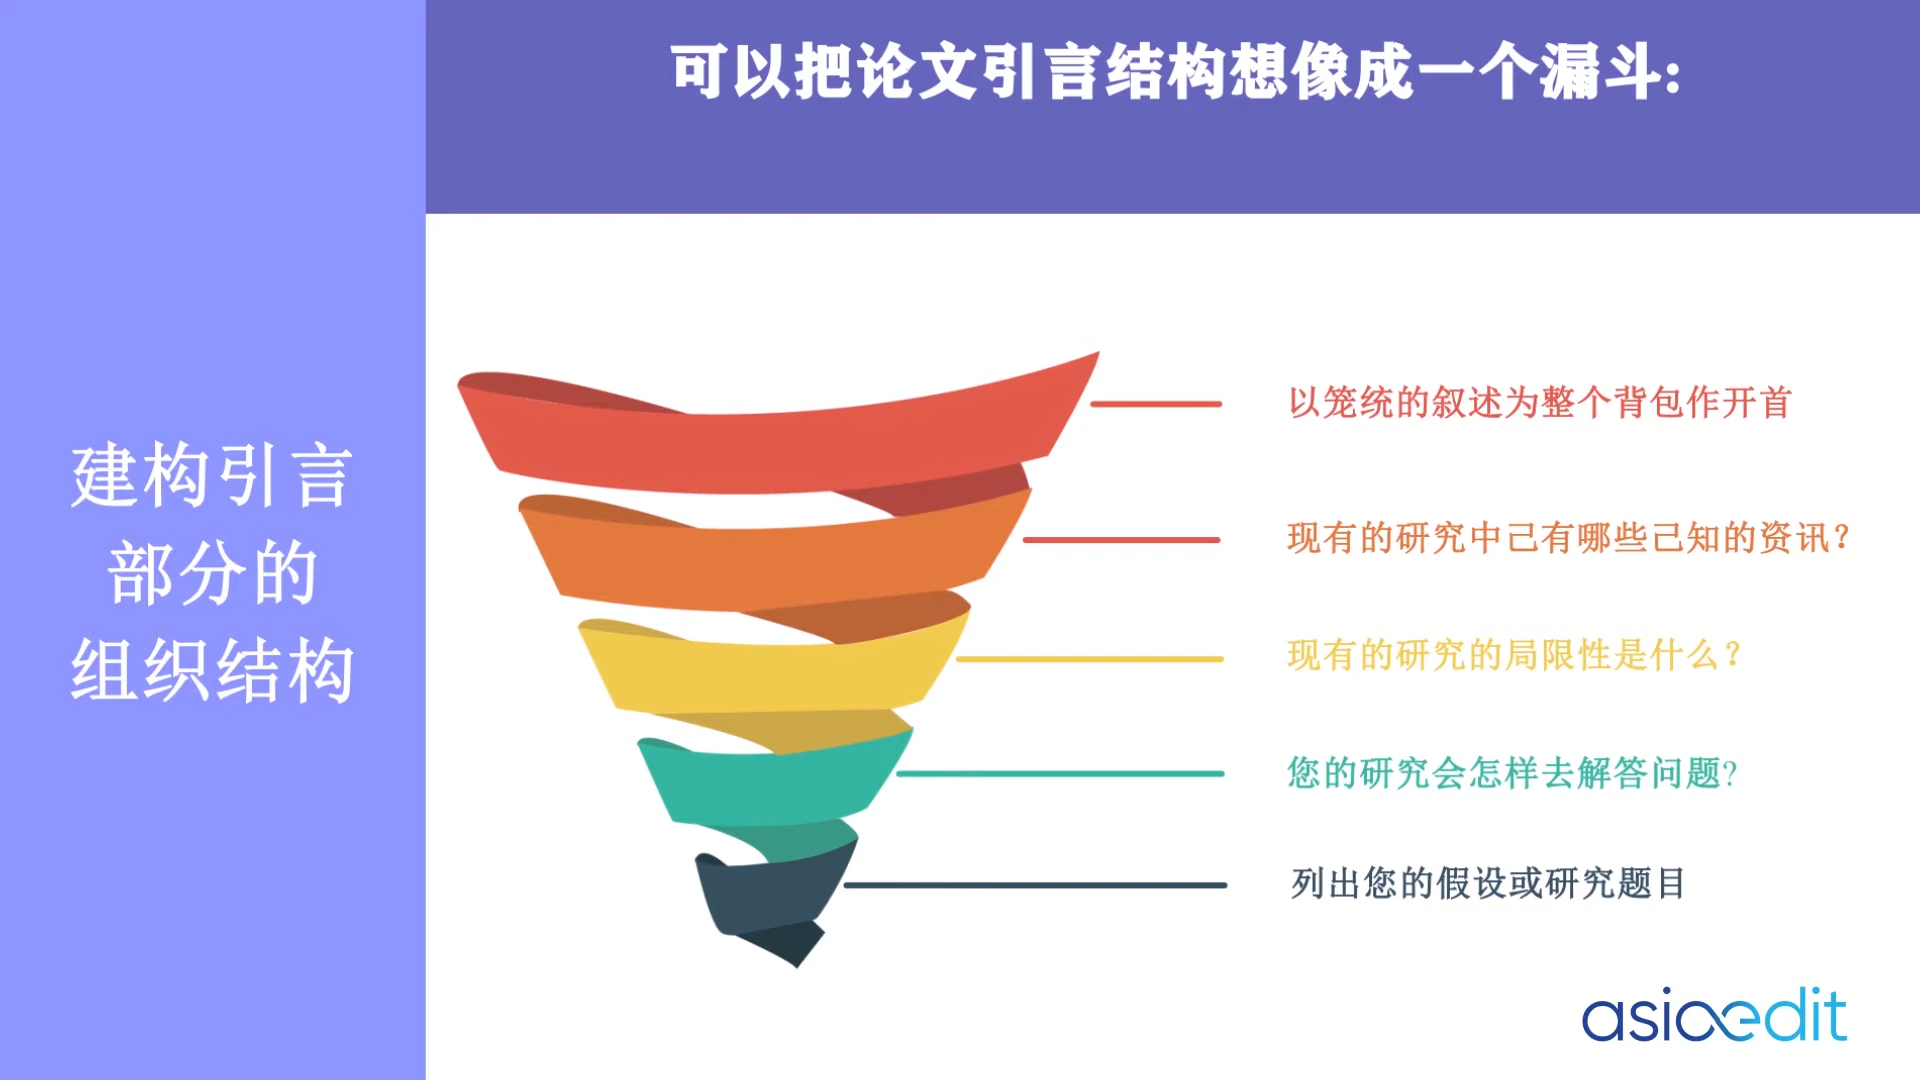 可以把论文引言结构想像成一个漏斗:
建构引言
部分的
组织结构
以笼统的叙述为整个背包作开首
现有的研究中己有哪些己知的资讯？
现有的研究的局限性是什么？
您的研究会怎样去解答问题?
列出您的假设或研究题目
asiaedit